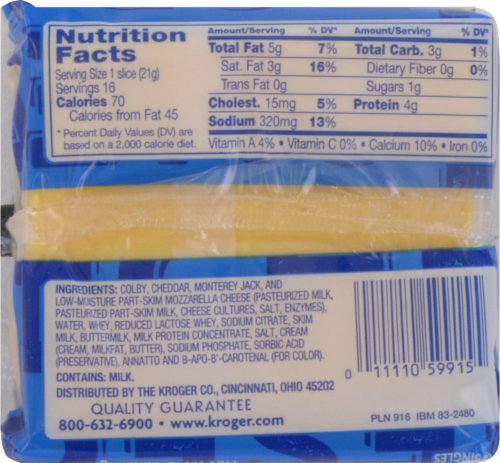 Nutrition Facts
Serving Size 1 slice (21g)
Servings 16
Calories 70
Calories from Fat 45
*Percent Daily Values (DV) are
based on a 2,000 calorie diet.
Amount/Serving % DV* Amount/Serving % DV*
Total Fat 5g 7% Total Carb. 3g 1%
Sat. Fat 3g 16% Dietary Fiber 0g 0%
Trans Fat 0g Sugars 1g
Cholest. 15mg 5% Protein 4g
Sodium 320mg 13%
Vitamin A 4% • Vitamin C 0% • Calcium 10% • Iron 0%
INGREDIENTS: COLBY, CHEDDAR, MONTEREY JACK, AND
LOW-MOISTURE PART-SKIM MOZZARELLA CHEESE (PASTEURIZED MILK,
PASTEURIZED PART-SKIM MILK, CHEESE CULTURES, SALT, ENZYMES),
WATER, WHEY, REDUCED LACTOSE WHEY, SODIUM CITRATE, SKIM
MILK, BUTTERMILK, MILK PROTEIN CONCENTRATE, SALT, CREAM
(CREAM, MILKFAT, BUTTER), SODIUM PHOSPHATE, SORBIC ACID
(PRESERVATIVE), ANNATTO AND B-APO-8'-CAROTENAL (FOR COLOR).
CONTAINS: MILK.
DISTRIBUTED BY THE KROGER CO., CINCINNATI, OHIO 45202
QUALITY GUARANTEE
800-632-6900 • www.kroger.com
0 11110 59915
PLN 916 IBM 83-2480
SINGLES